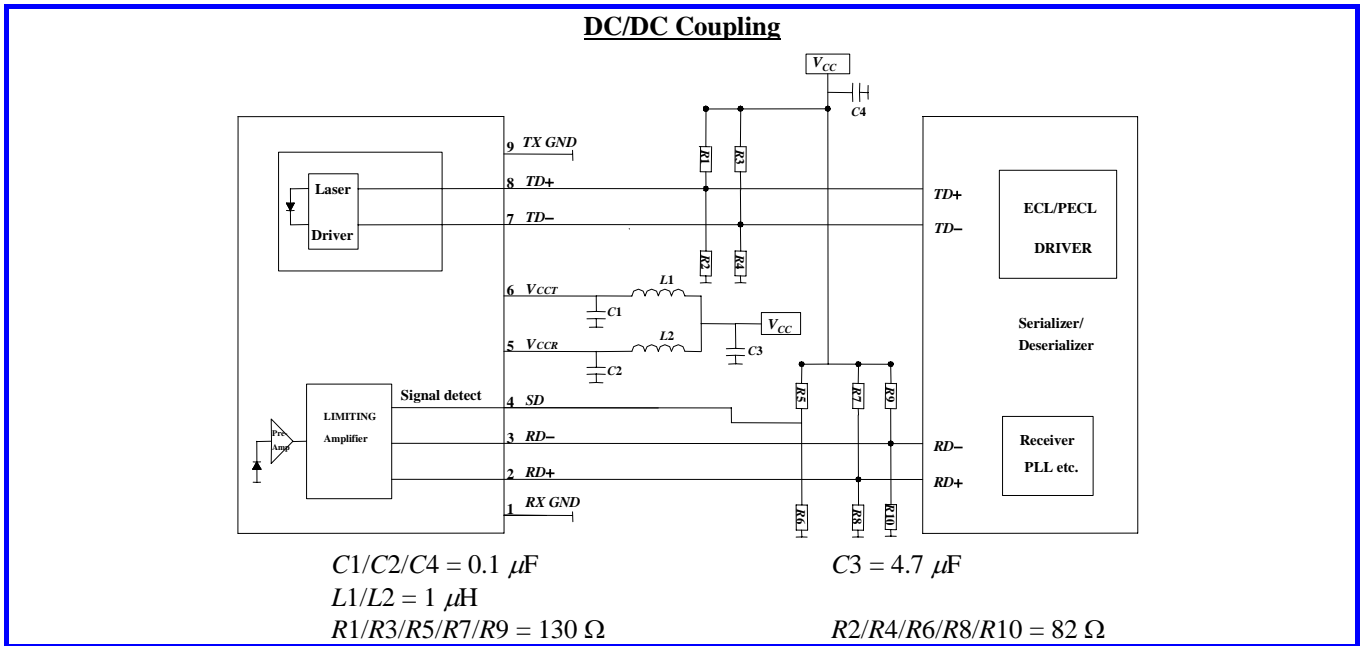 DC/DC Coupling
VCC
C4
9 TX GND
R1
R3
Laser
Driver
8 TD+
TD+
7 TD−
TD−
ECL/PECL
DRIVER
R2
R4
6 VCCT
L1
C1
VCC
5 VCCR
L2
C2
C3
Serializer/
Deserializer
Signal detect
4 SD
R5
R7
R9
LIMITING
Amplifier
Pre
Amp
3 RD−
RD−
2 RD+
RD+
Receiver
PLL etc.
1 RX GND
R6
R8
R10
C1/C2/C4 = 0.1 μF
C3 = 4.7 μF
L1/L2 = 1 μH
R1/R3/R5/R7/R9 = 130 Ω
R2/R4/R6/R8/R10 = 82 Ω